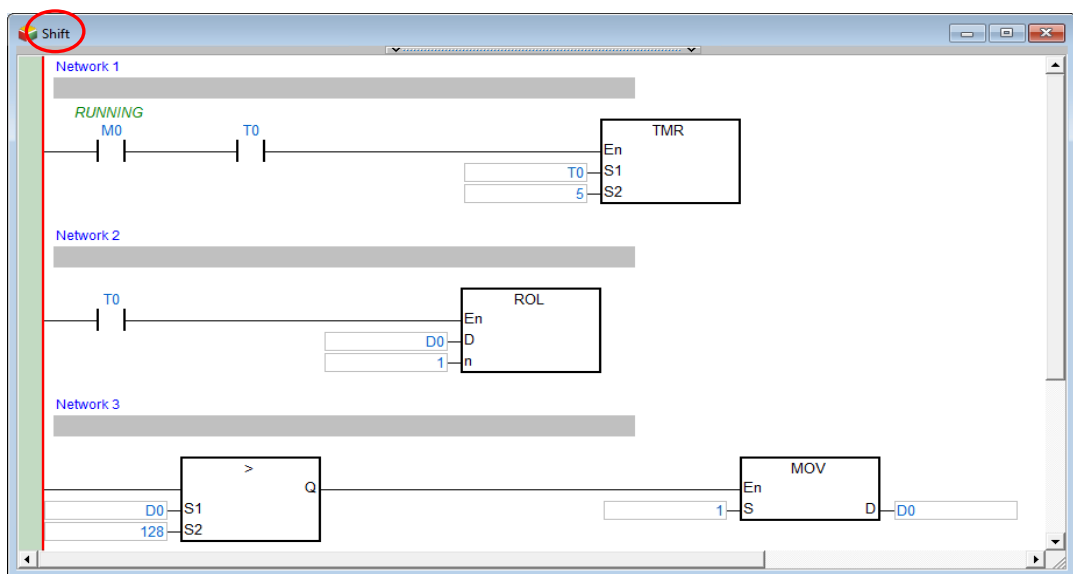 Shift
Network 1
RUNNING
M0 T0 TMR
En
T0 S1
5 S2
Network 2
T0 ROL
En
D0 D
1 n
Network 3
> MOV
Q En
D0 S1 1 S D D0
128 S2